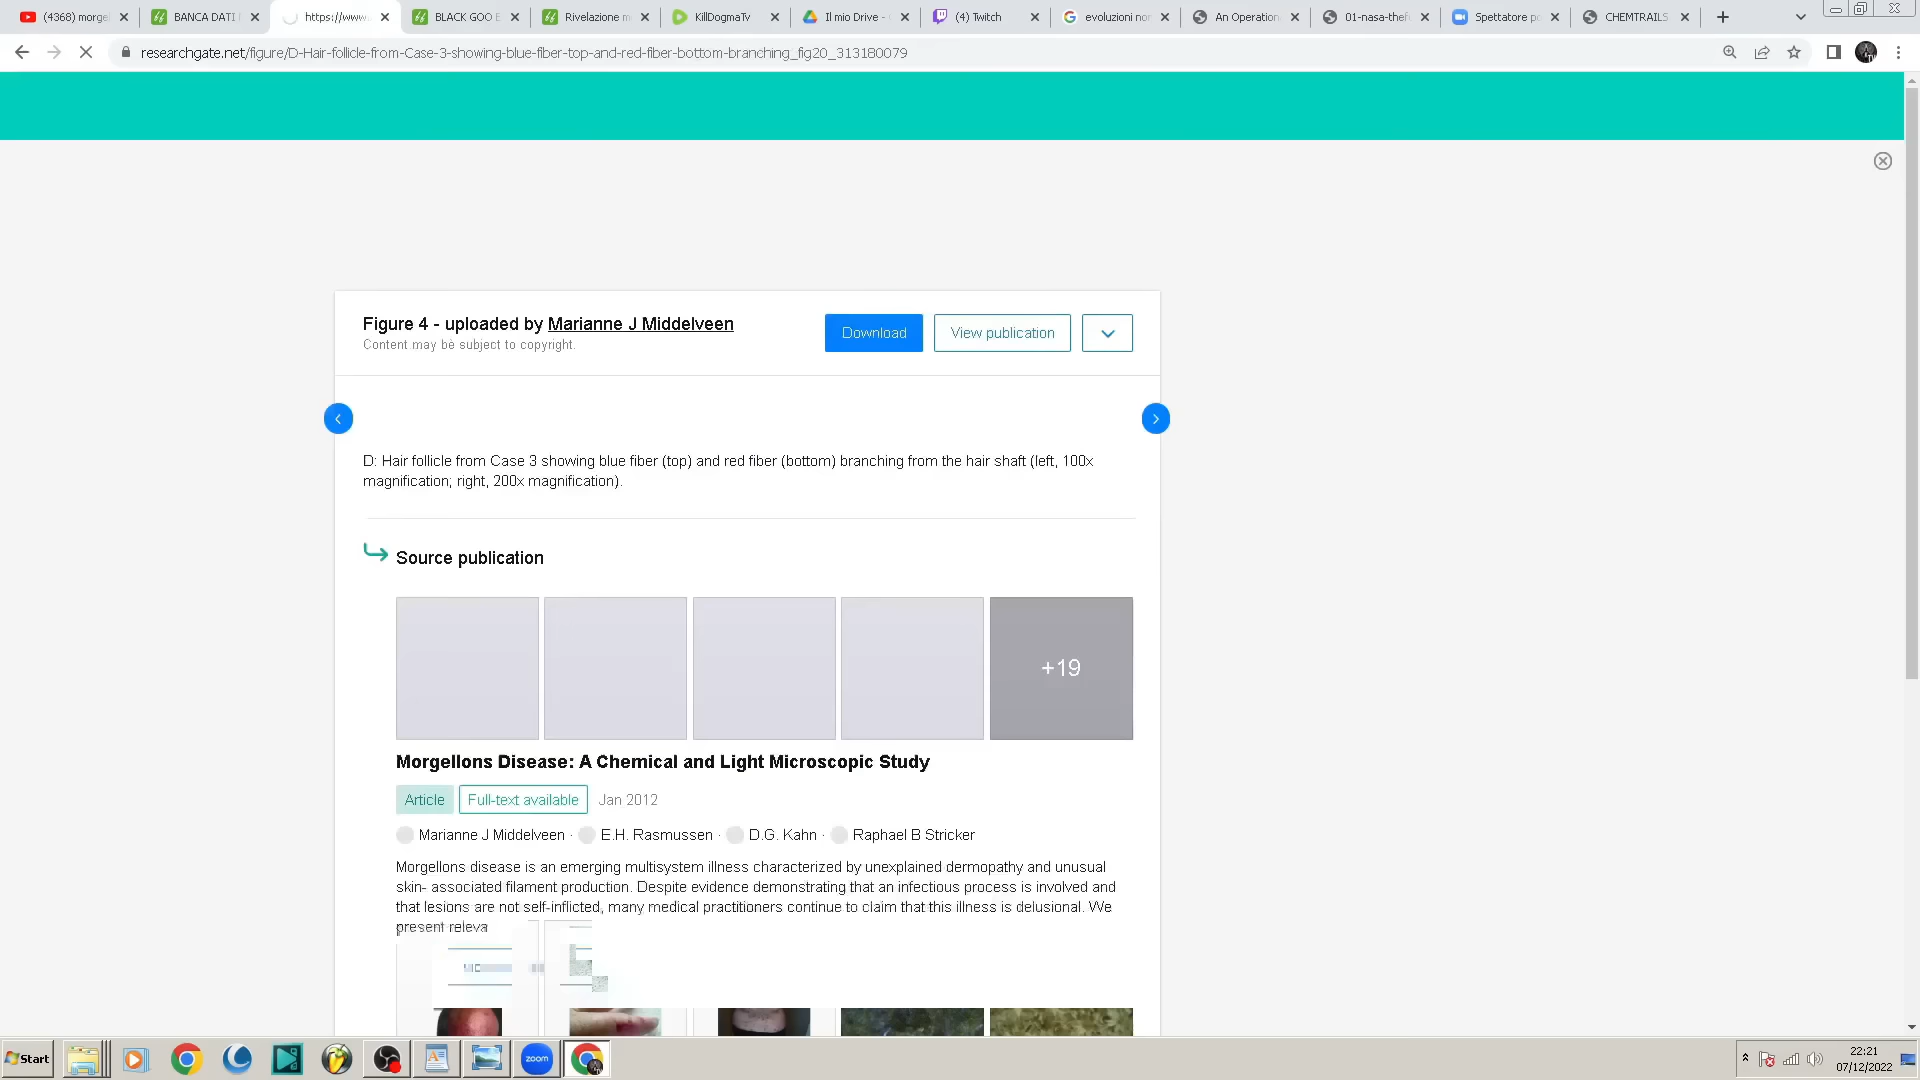 (4368) morge
BANCA DATI
https://www.
BLACK GOO E
Rivelazione m
KillDogmaTv
Il mio Drive -
(4) Twitch
evoluzioni nor
An Operation
01-nasa-thef
Spettatore po
CHEMTRAILS
researchgate.net/figure/D-Hair-follicle-from-Case-3-showing-blue-fiber-top-and-red-fiber-bottom-branching_fig20_313180079
Figure 4 - uploaded by Marianne J Middelveen
Content may be subject to copyright.
Download
View publication
D: Hair follicle from Case 3 showing blue fiber (top) and red fiber (bottom) branching from the hair shaft (left, 100x
magnification; right, 200x magnification).
Source publication
+19
Morgellons Disease: A Chemical and Light Microscopic Study
Article
Full-text available
Jan 2012
Marianne J Middelveen · E.H. Rasmussen · D.G. Kahn · Raphael B Stricker
Morgellons disease is an emerging multisystem illness characterized by unexplained dermopathy and unusual
skin- associated filament production. Despite evidence demonstrating that an infectious process is involved and
that lesions are not self-inflicted, many medical practitioners continue to claim that this illness is delusional. We
present releva
Start
zoom
22:21
07/12/2022